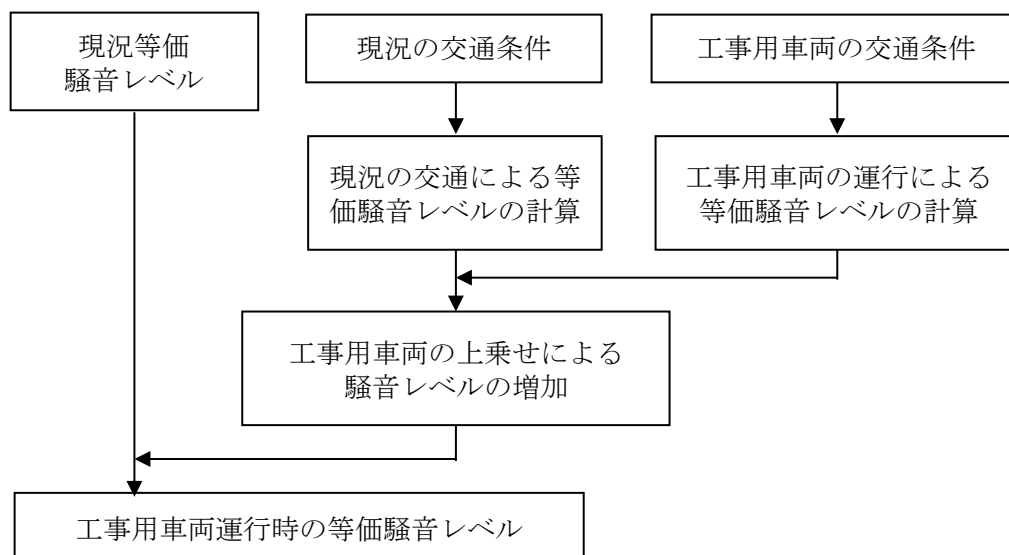 現況等価
騒音レベル
現況の交通条件
工事用車両の交通条件
現況の交通による等
価騒音レベルの計算
工事用車両の運行による
等価騒音レベルの計算
工事用車両の上乗せによる
騒音レベルの増加
工事用車両運行時の等価騒音レベル